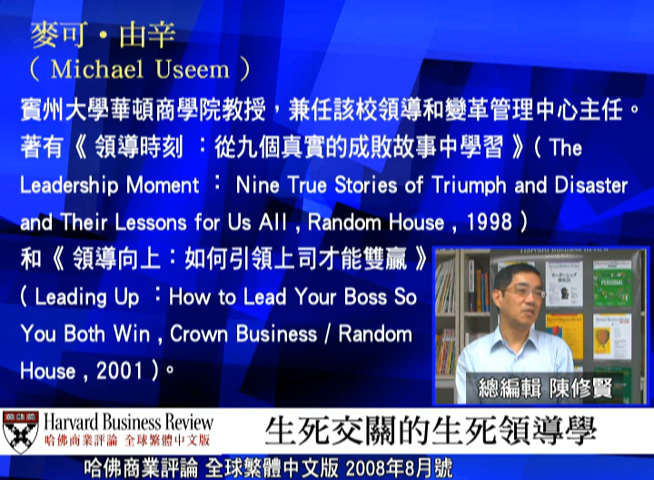 麥可·由辛
( Michael Useem )
賓州大學華頓商學院教授，兼任該校領導和變革管理中心主任。
著有《 領導時刻 ：從九個真實的成敗故事中學習 》( The
Leadership Moment ： Nine True Stories of Triumph and Disaster
and Their Lessons for Us All , Random House , 1998 )
和《 領導向上：如何引領上司才能雙贏 》
( Leading Up ：How to Lead Your Boss So
You Both Win , Crown Business / Random
House , 2001 )。
HARVARD BUSINESS REVIEW
總編輯 陳修賢
Harvard Business Review
哈佛商業評論 全球繁體中文版
生死交關的生死領導學
哈佛商業評論 全球繁體中文版 2008年8月號